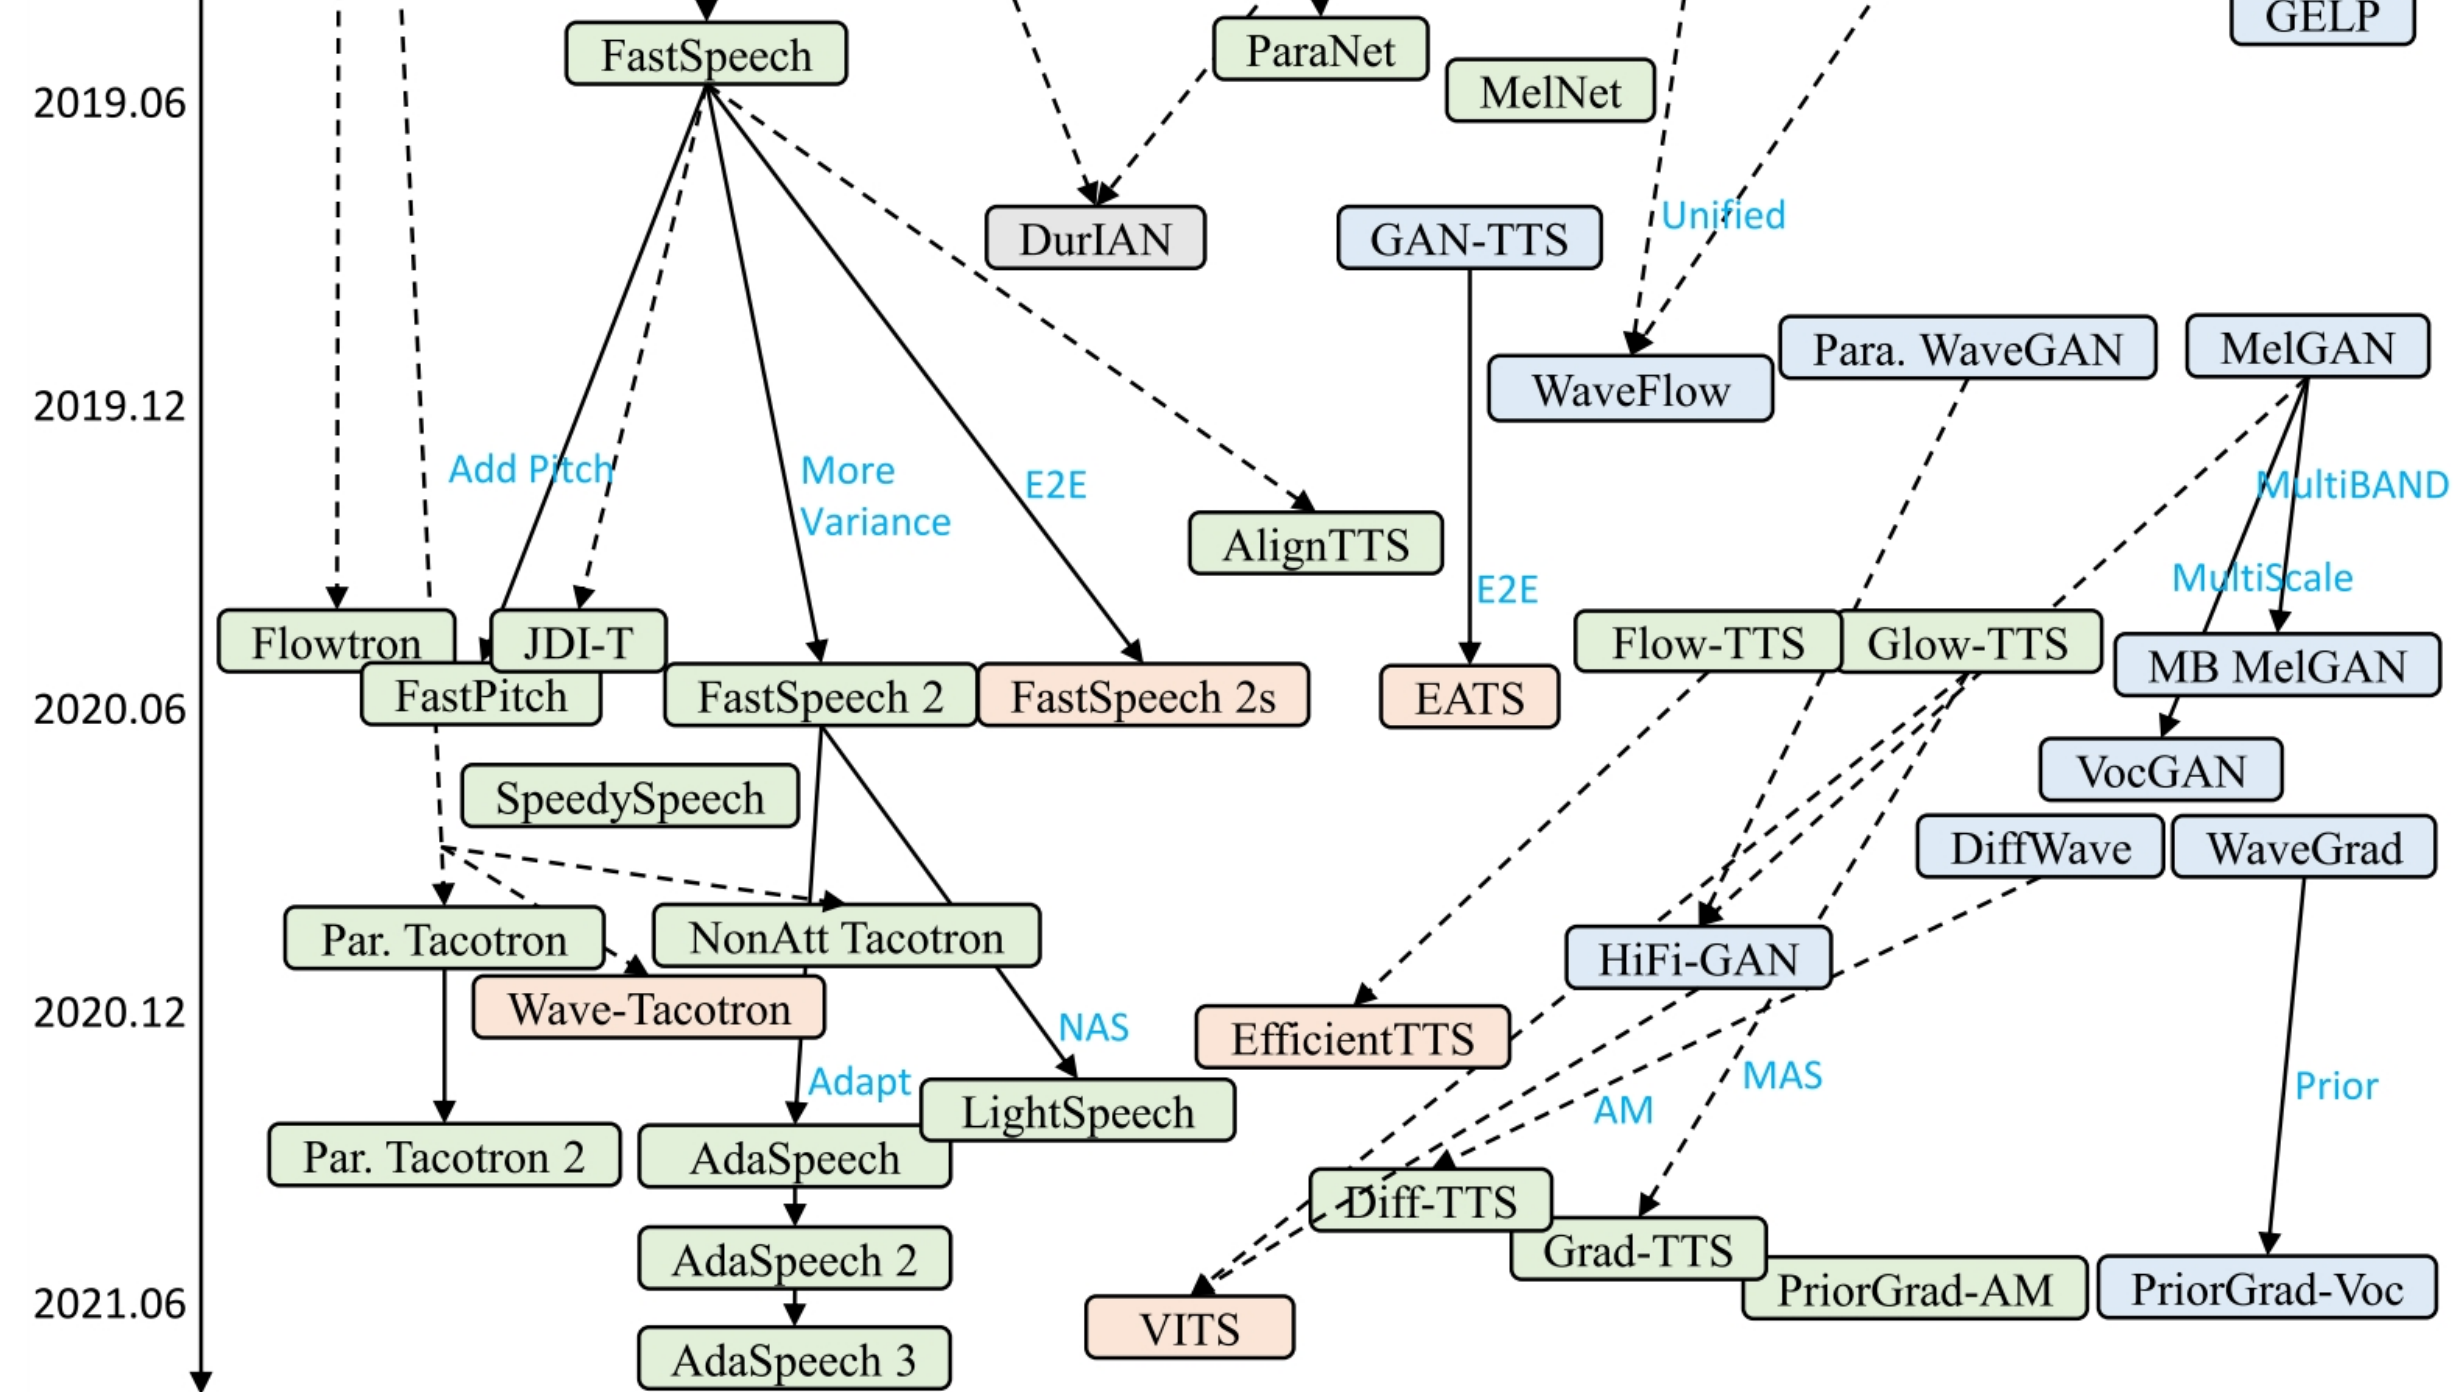 GELP
FastSpeech
ParaNet
MelNet
2019.06
DurIAN
GAN-TTS
Unified
Para. WaveGAN
MelGAN
WaveFlow
2019.12
Add Pitch
More
Variance
E2E
MultiBAND
AlignTTS
E2E
MultiScale
Flowtron
JDI-T
Flow-TTS
Glow-TTS
MB MelGAN
2020.06
FastPitch
FastSpeech 2
FastSpeech 2s
EATS
VocGAN
SpeedySpeech
DiffWave
WaveGrad
Par. Tacotron
NonAtt Tacotron
HiFi-GAN
2020.12
Wave-Tacotron
NAS
EfficientTTS
Adapt
LightSpeech
AM
MAS
Prior
Par. Tacotron 2
AdaSpeech
Diff-TTS
AdaSpeech 2
Grad-TTS
2021.06
PriorGrad-AM
PriorGrad-Voc
VITS
AdaSpeech 3